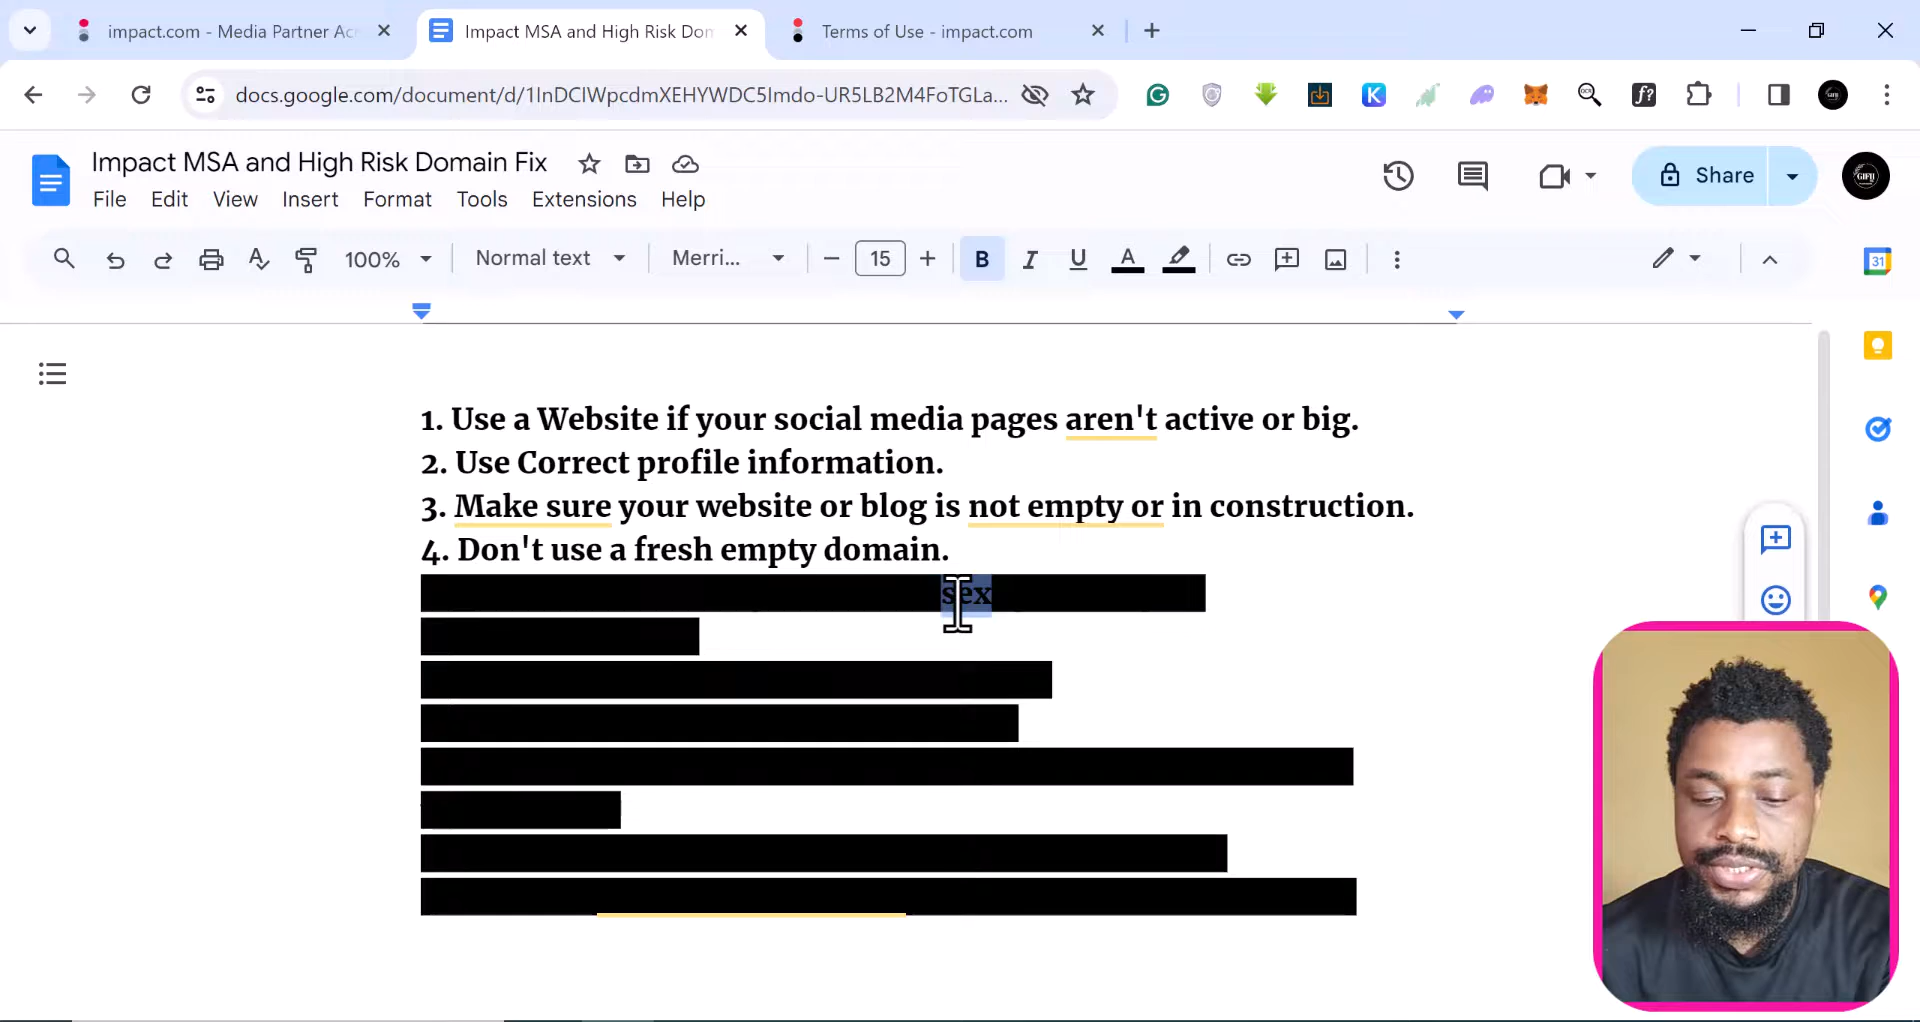 impact.com - Media Partner Ac
Impact MSA and High Risk Dom
Terms of Use - impact.com
docs.google.com/document/d/1InDCIWpcdmXEHYWDC5Imdo-UR5LB2M4FoTGLa...
Impact MSA and High Risk Domain Fix
File Edit View Insert Format Tools Extensions Help
Share
100% Normal text Merri... 15 B I U A
31
1. Use a Website if your social media pages aren't active or big.
2. Use Correct profile information.
3. Make sure your website or blog is not empty or in construction.
4. Don't use a fresh empty domain.
sex